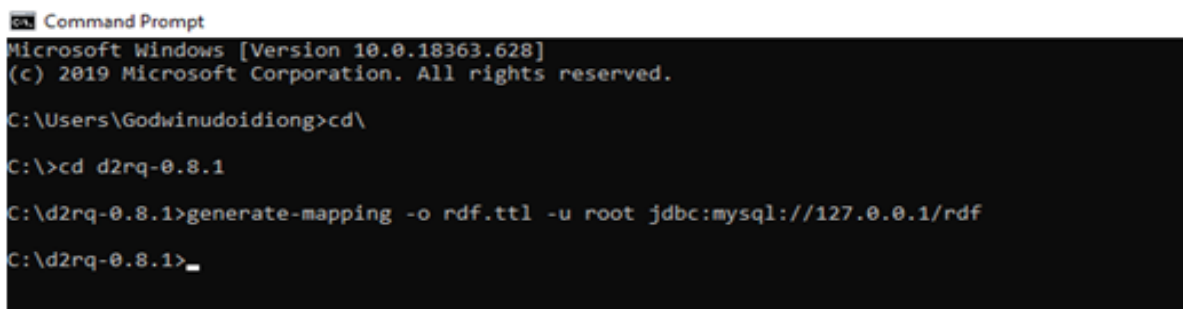 Command Prompt
Microsoft Windows [Version 10.0.18363.628]
(c) 2019 Microsoft Corporation. All rights reserved.
C:\Users\Godwinudoidiong>cd\
C:\>cd d2rq-0.8.1
C:\d2rq-0.8.1>generate-mapping -o rdf.ttl -u root jdbc:mysql://127.0.0.1/rdf
C:\d2rq-0.8.1>